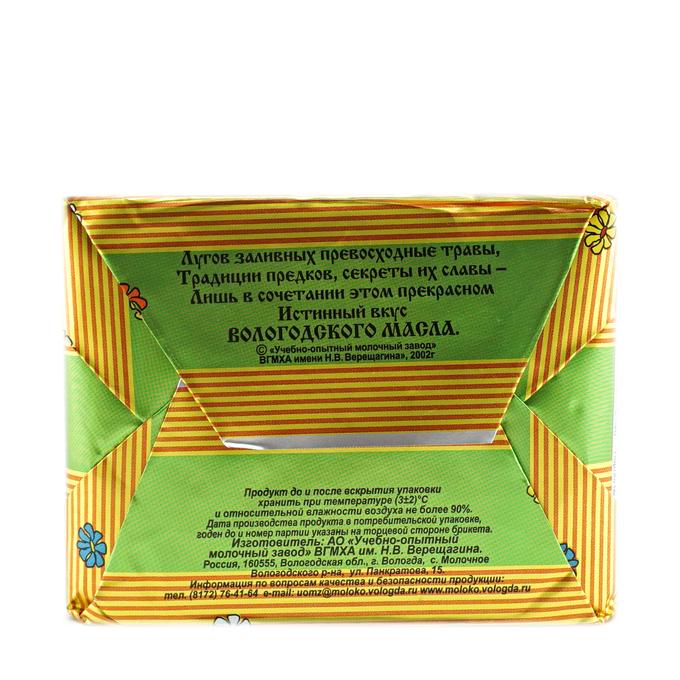 Лугов заливных превосходные травы,
Традиции предков, секреты их славы –
Лишь в сочетании этом прекрасном
Истинный вкус
ВОЛОГОДСКОГО МАСЛА.
© «Учебно-опытный молочный завод»
ВГМХА имени Н.В. Верещагина», 2002г
Продукт до и после вскрытия упаковки
хранить при температуре (3±2)°С
и относительной влажности воздуха не более 90%.
Дата производства продукта в потребительской упаковке,
годен до и номер партии указаны на торцевой стороне брикета.
Изготовитель: АО «Учебно-опытный
молочный завод» ВГМХА им. Н.В. Верещагина.
Россия, 160555, Вологодская обл., г. Вологда, с. Молочное
Вологодского р-на, ул. Панкратова, 15.
Информация по вопросам качества и безопасности продукции:
тел. (8172) 76-41-64 e-mail: uomz@moloko.vologda.ru www.moloko.vologda.ru